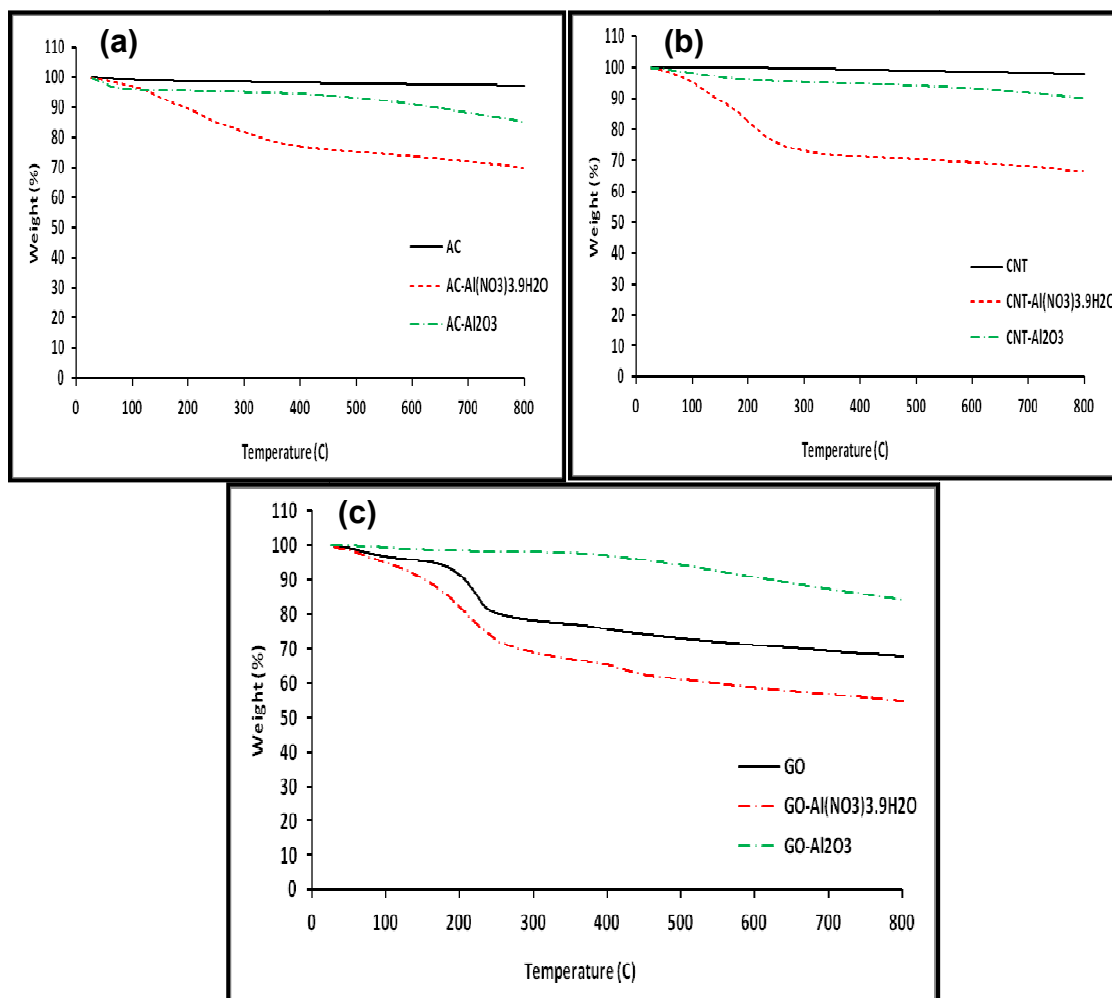 (a)
110
100
90
80
70
60
50
40
30
20
10
0
Weight (%)
AC
AC-Al(NO3)3.9H2O
AC-Al2O3
0 100 200 300 400 500 600 700 800
Temperature (C)
(b)
110
100
90
80
70
60
50
40
30
20
10
0
Weight (%)
CNT
CNT-Al(NO3)3.9H2O
CNT-Al2O3
0 100 200 300 400 500 600 700 800
Temperature (C)
(c)
110
100
90
80
70
60
50
40
30
20
10
0
Weight (%)
GO
GO-Al(NO3)3.9H2O
GO-Al2O3
0 100 200 300 400 500 600 700 800
Temperature (C)